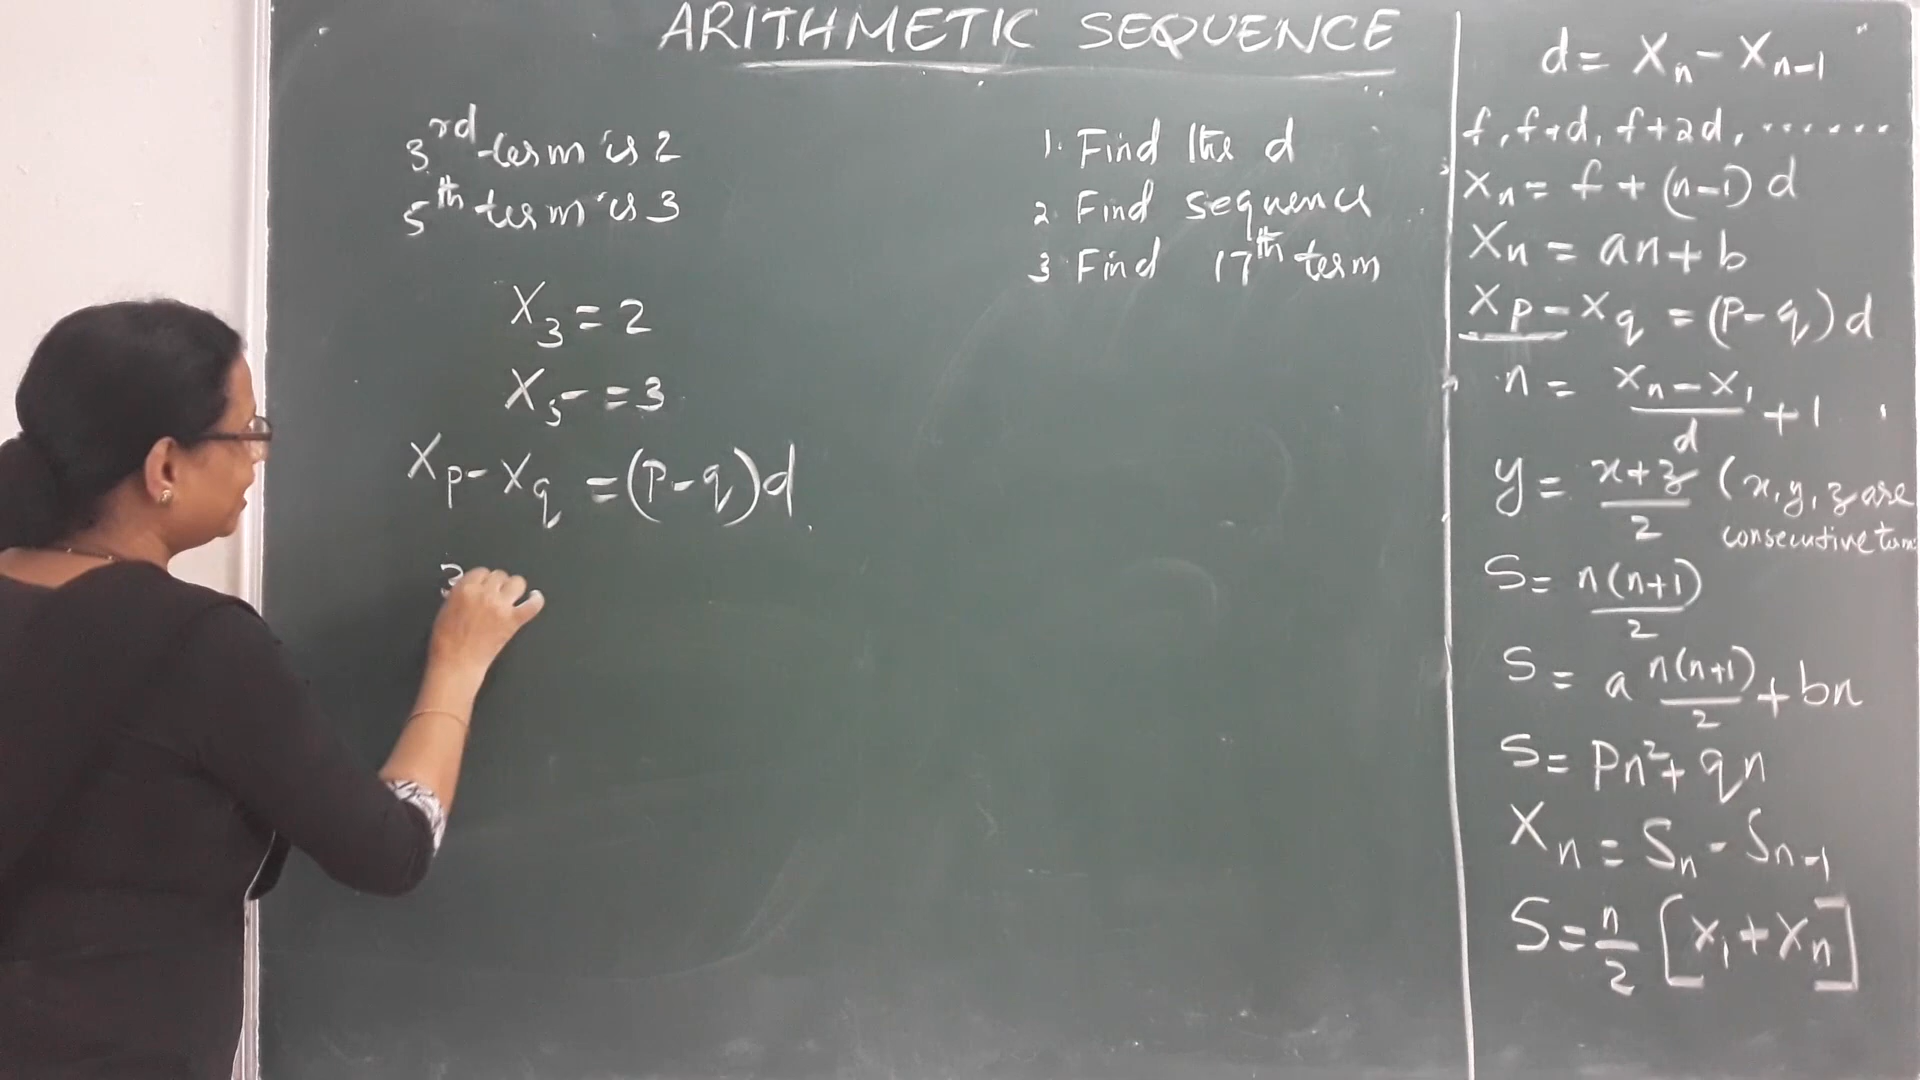 ARITHMETIC SEQUENCE
3rd term is 2
5th term is 3
X₃ = 2
X₅ = 3
Xp - Xq = (p-q)d
3
1. Find the d
2. Find sequence
3. Find 17th term
d = Xn - Xn-1
f, f+d, f+2d, ......
Xn = f + (n-1) d
Xn = an + b
Xp - Xq = (p-q) d
n = (Xn - X₁)/d + 1
y = (x+z)/2 (x, y, z are
consecutive
S = n(n+1)/2
S = a n(n+1)/2 + bn
S = pn² + qn
Xn = Sn - Sn-1
S = n/2 [X₁ + Xn]